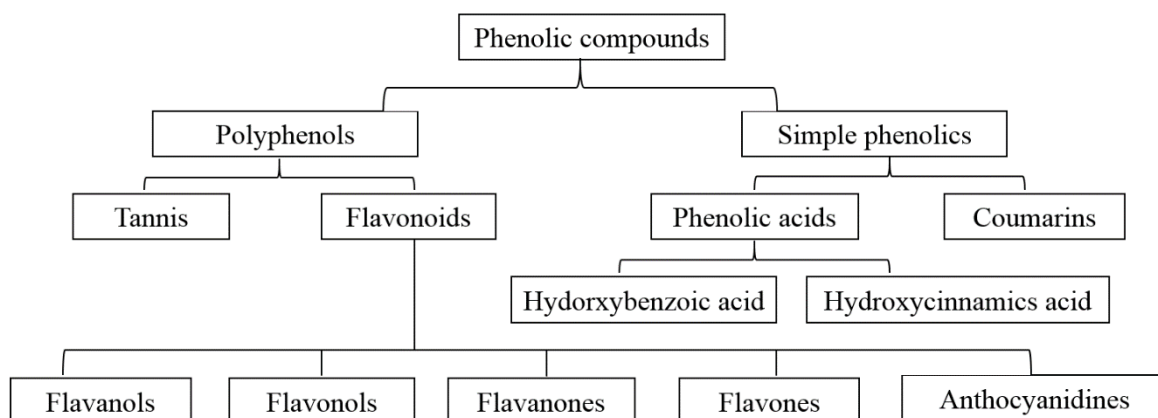 Phenolic compounds
Polyphenols
Simple phenolics
Tannis
Flavonoids
Phenolic acids
Coumarins
Hydorxybenzoic acid
Hydroxycinnamics acid
Flavanols
Flavonols
Flavanones
Flavones
Anthocyanidines